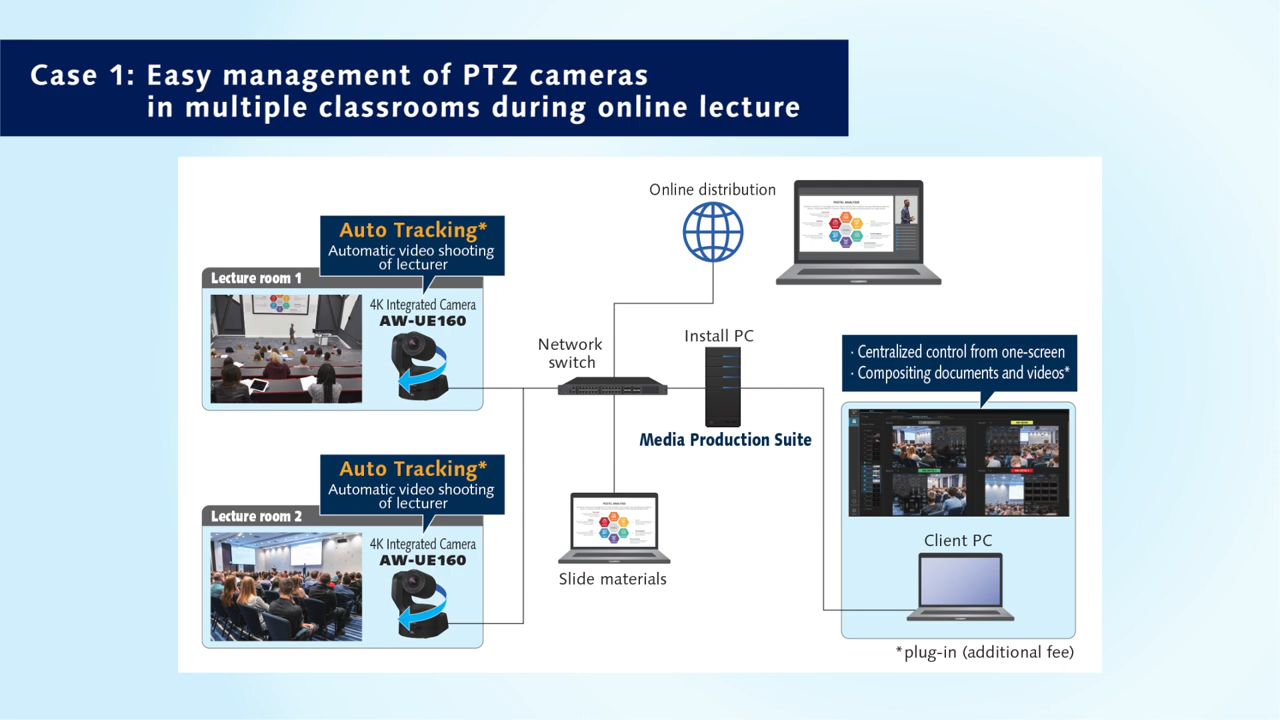 Case 1: Easy management of PTZ cameras
in multiple classrooms during online lecture
Online distribution
Auto Tracking*
Automatic video shooting
of lecturer
Lecture room 1
4K Integrated Camera
AW-UE160
Network
switch
Install PC
Media Production Suite
· Centralized control from one-screen
· Compositing documents and videos*
Auto Tracking*
Automatic video shooting
of lecturer
Lecture room 2
4K Integrated Camera
AW-UE160
Slide materials
Client PC
*plug-in (additional fee)